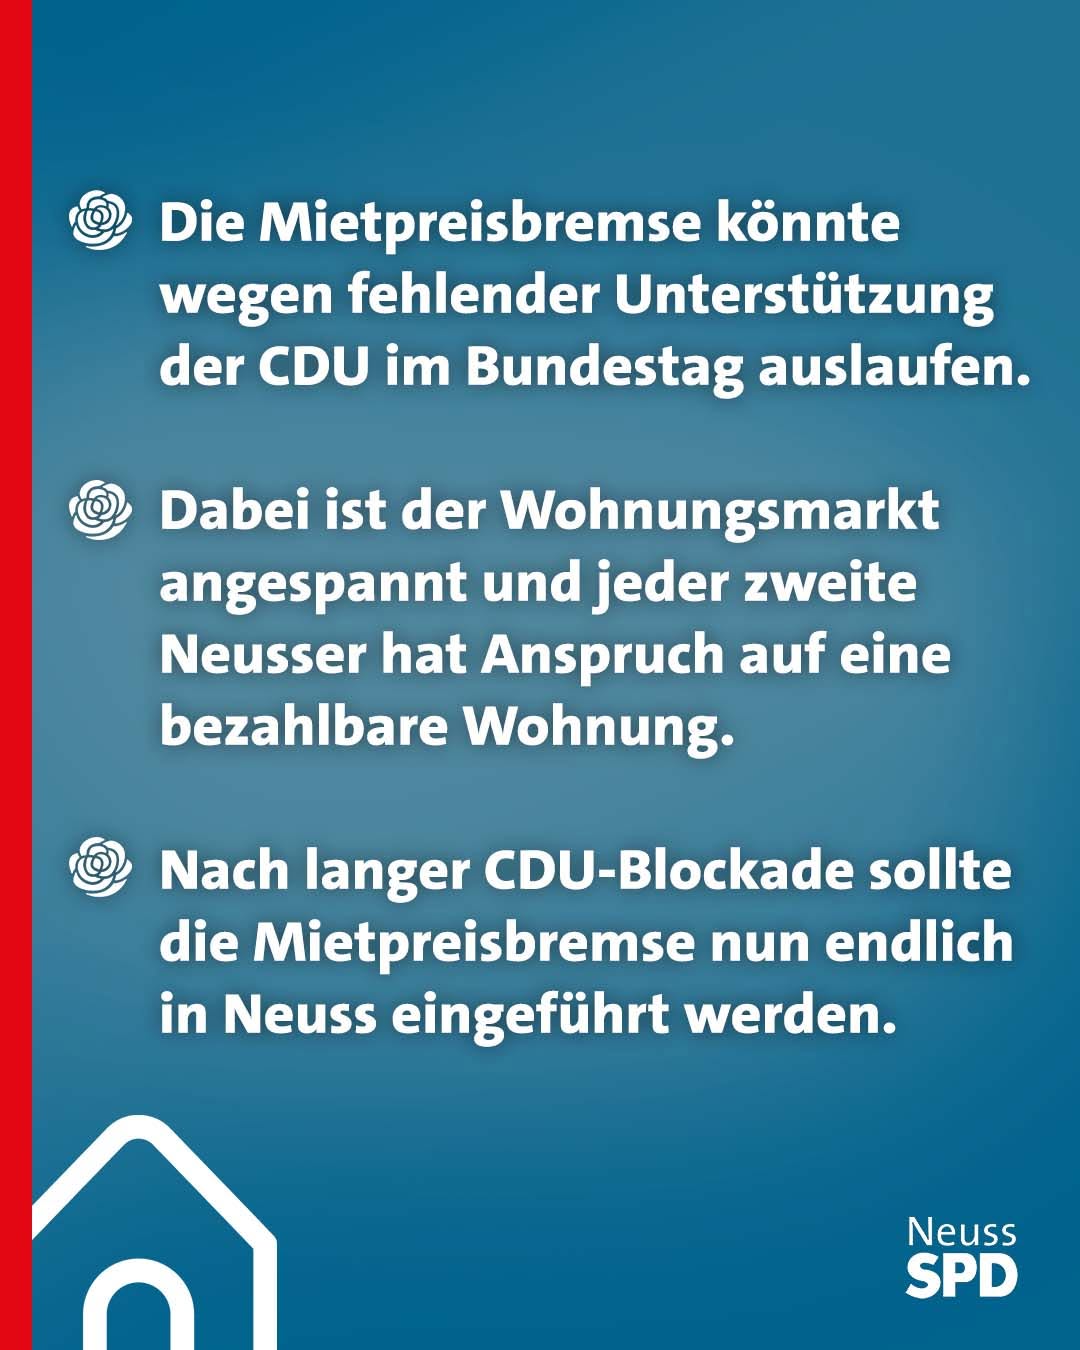 Die Mietpreisbremse könnte
wegen fehlender Unterstützung
der CDU im Bundestag auslaufen.
Dabei ist der Wohnungsmarkt
angespannt und jeder zweite
Neusser hat Anspruch auf eine
bezahlbare Wohnung.
Nach langer CDU-Blockade sollte
die Mietpreisbremse nun endlich
in Neuss eingeführt werden.
Neuss
SPD